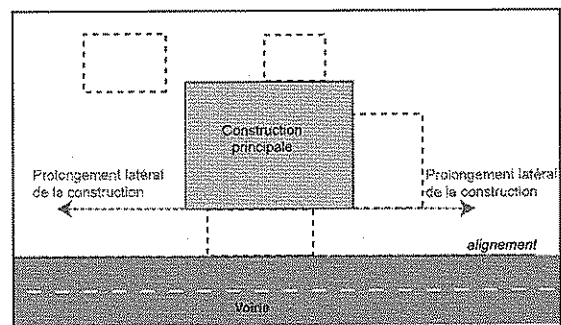 Construction
principale
Prolongement latéral
de la construction
Prolongement latéral
de la construction
alignement
Voirie